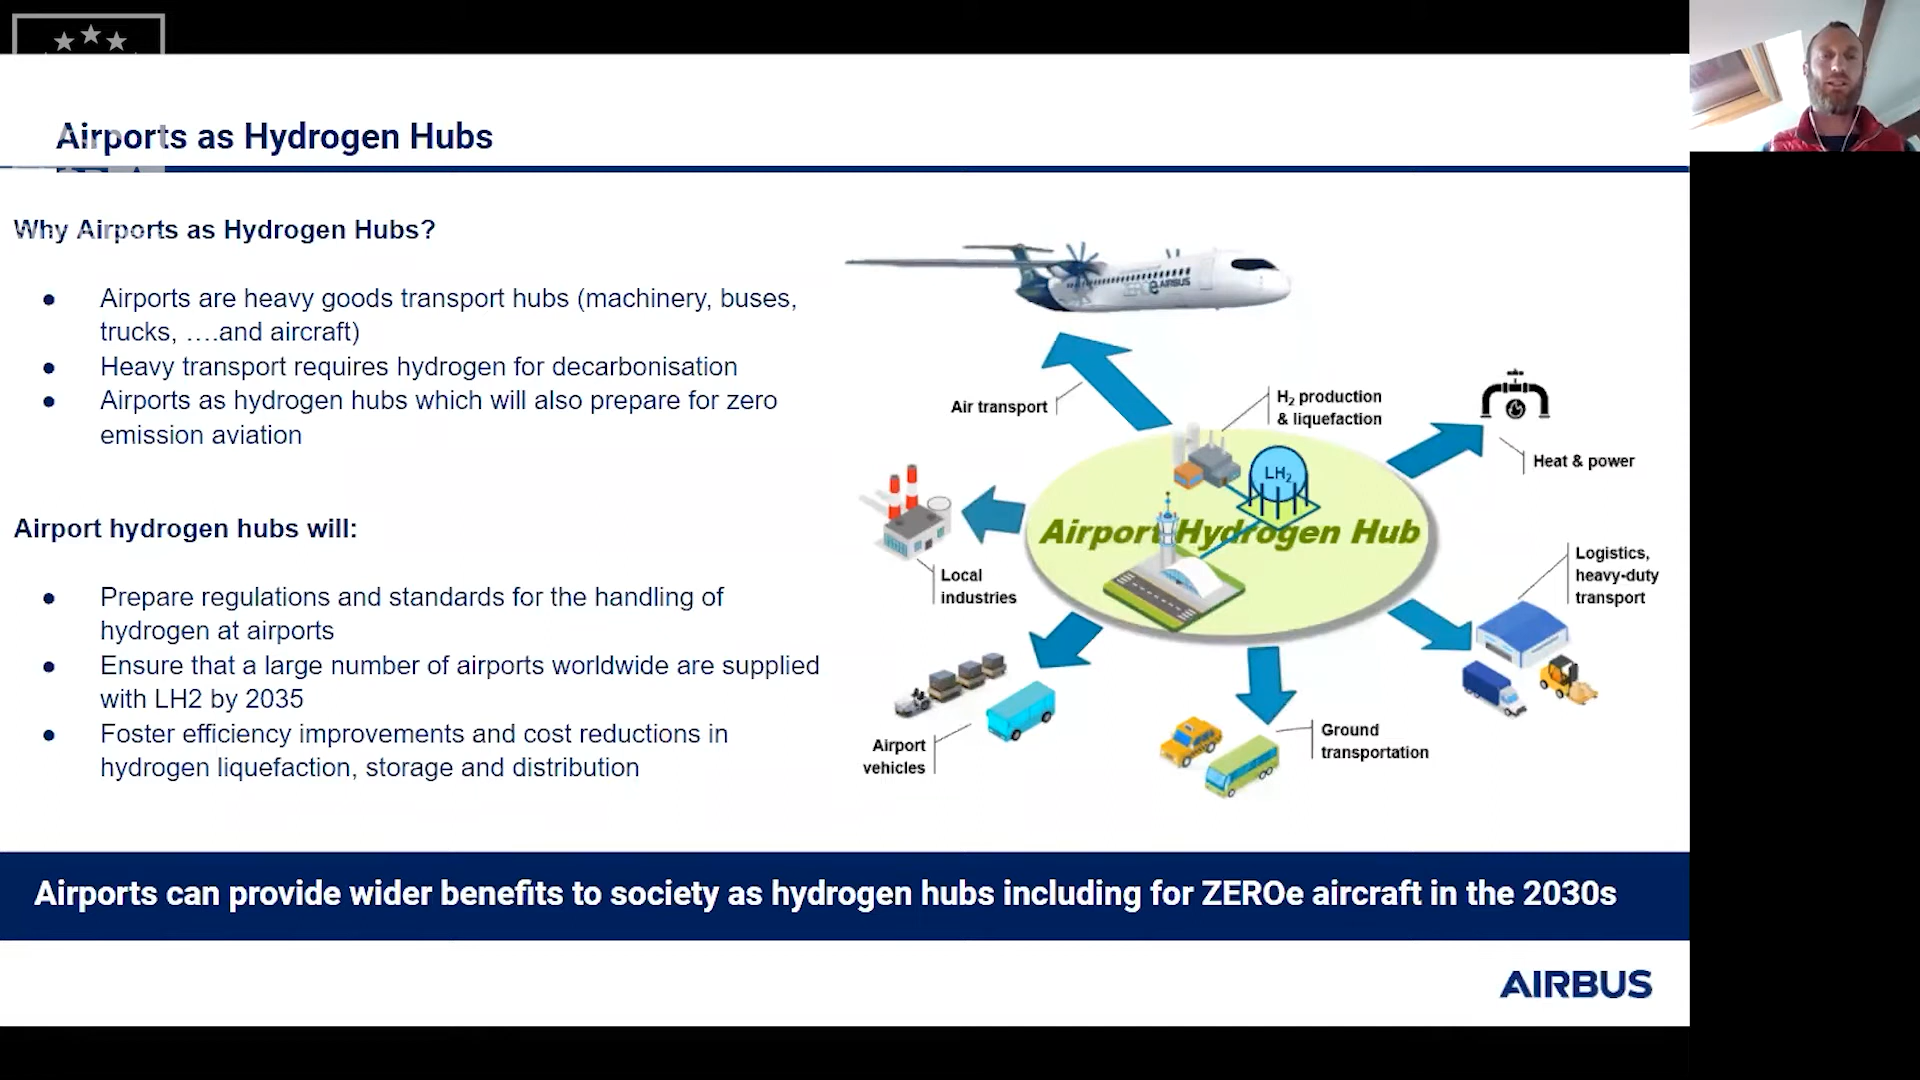 Airports as Hydrogen Hubs
Why Airports as Hydrogen Hubs?
● Airports are heavy goods transport hubs (machinery, buses,
trucks, ….and aircraft)
● Heavy transport requires hydrogen for decarbonisation
● Airports as hydrogen hubs which will also prepare for zero
emission aviation
Airport hydrogen hubs will:
● Prepare regulations and standards for the handling of
hydrogen at airports
● Ensure that a large number of airports worldwide are supplied
with LH2 by 2035
● Foster efficiency improvements and cost reductions in
hydrogen liquefaction, storage and distribution
AIRBUS
Air transport
H₂ production
& liquefaction
Heat & power
LH₂
Airport Hydrogen Hub
Local
industries
Logistics,
heavy-duty
transport
Airport
vehicles
Ground
transportation
Airports can provide wider benefits to society as hydrogen hubs including for ZEROe aircraft in the 2030s
AIRBUS